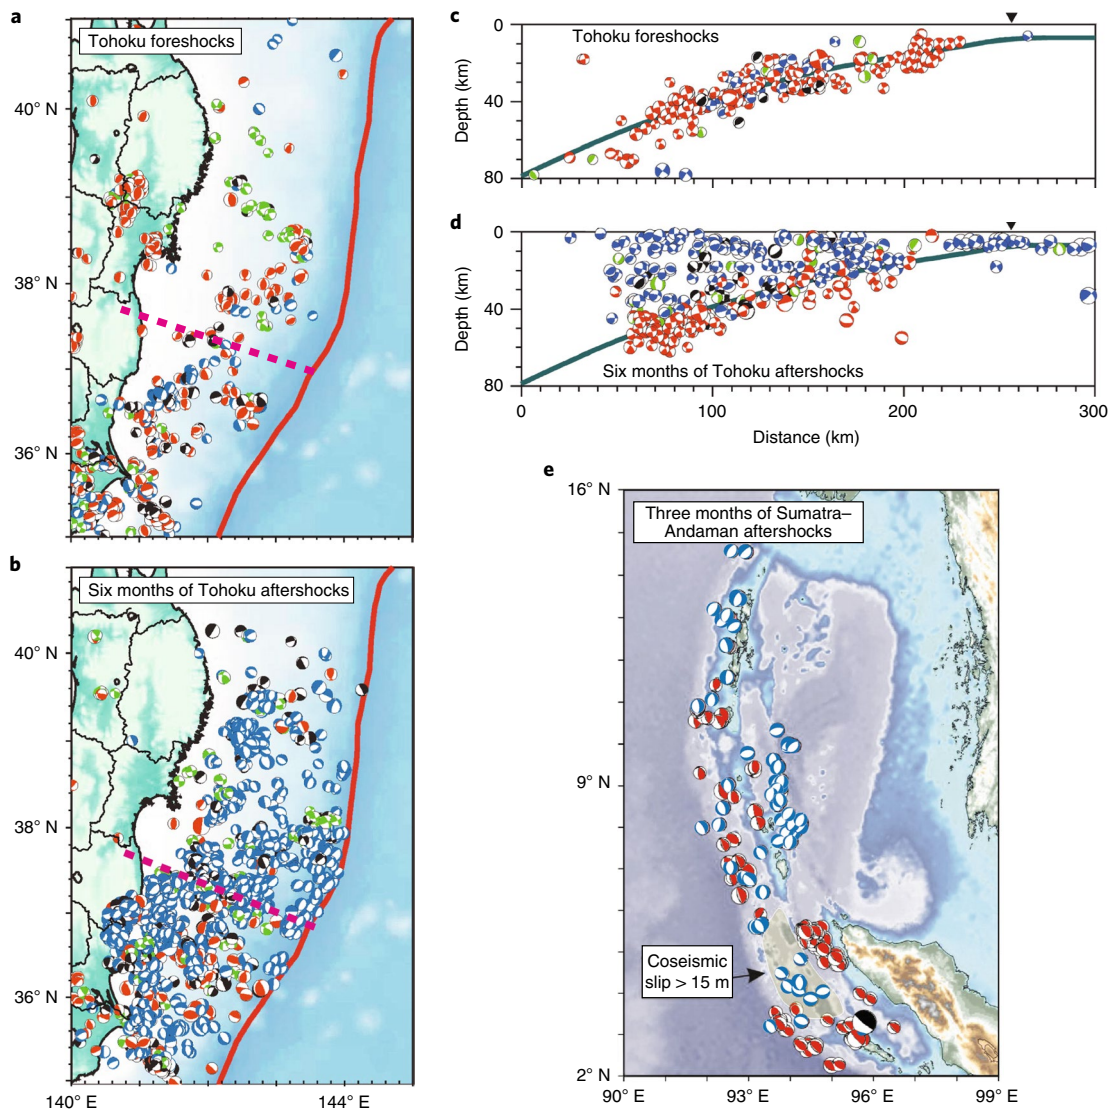 a
Tohoku foreshocks
40° N
38° N
36° N
b
Six months of Tohoku aftershocks
40° N
38° N
36° N
140° E
144° E
c
Tohoku foreshocks
0
40
80
Depth (km)
d
0
40
80
Depth (km)
Six months of Tohoku aftershocks
0
100
200
300
Distance (km)
e
16° N
Three months of Sumatra–
Andaman aftershocks
9° N
Coseismic
slip > 15 m
2° N
90° E
93° E
96° E
99° E